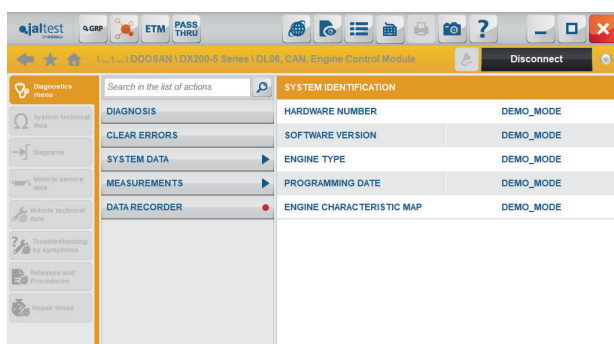 jaltest
by COJALI
GRP
ETM
PASS
THRU
?
\ ... \ ... \ DOOSAN \ DX200-5 Series \ DL06, CAN, Engine Control Module
Disconnect
Diagnostics
menu
System technical
data
Diagrams
Vehicle service
data
Vehicle technical
data
Troubleshooting
by symptoms
Releases and
Procedures
Repair times
Search in the list of actions
DIAGNOSIS
CLEAR ERRORS
SYSTEM DATA
MEASUREMENTS
DATA RECORDER
SYSTEM IDENTIFICATION
HARDWARE NUMBER DEMO_MODE
SOFTWARE VERSION DEMO_MODE
ENGINE TYPE DEMO_MODE
PROGRAMMING DATE DEMO_MODE
ENGINE CHARACTERISTIC MAP DEMO_MODE